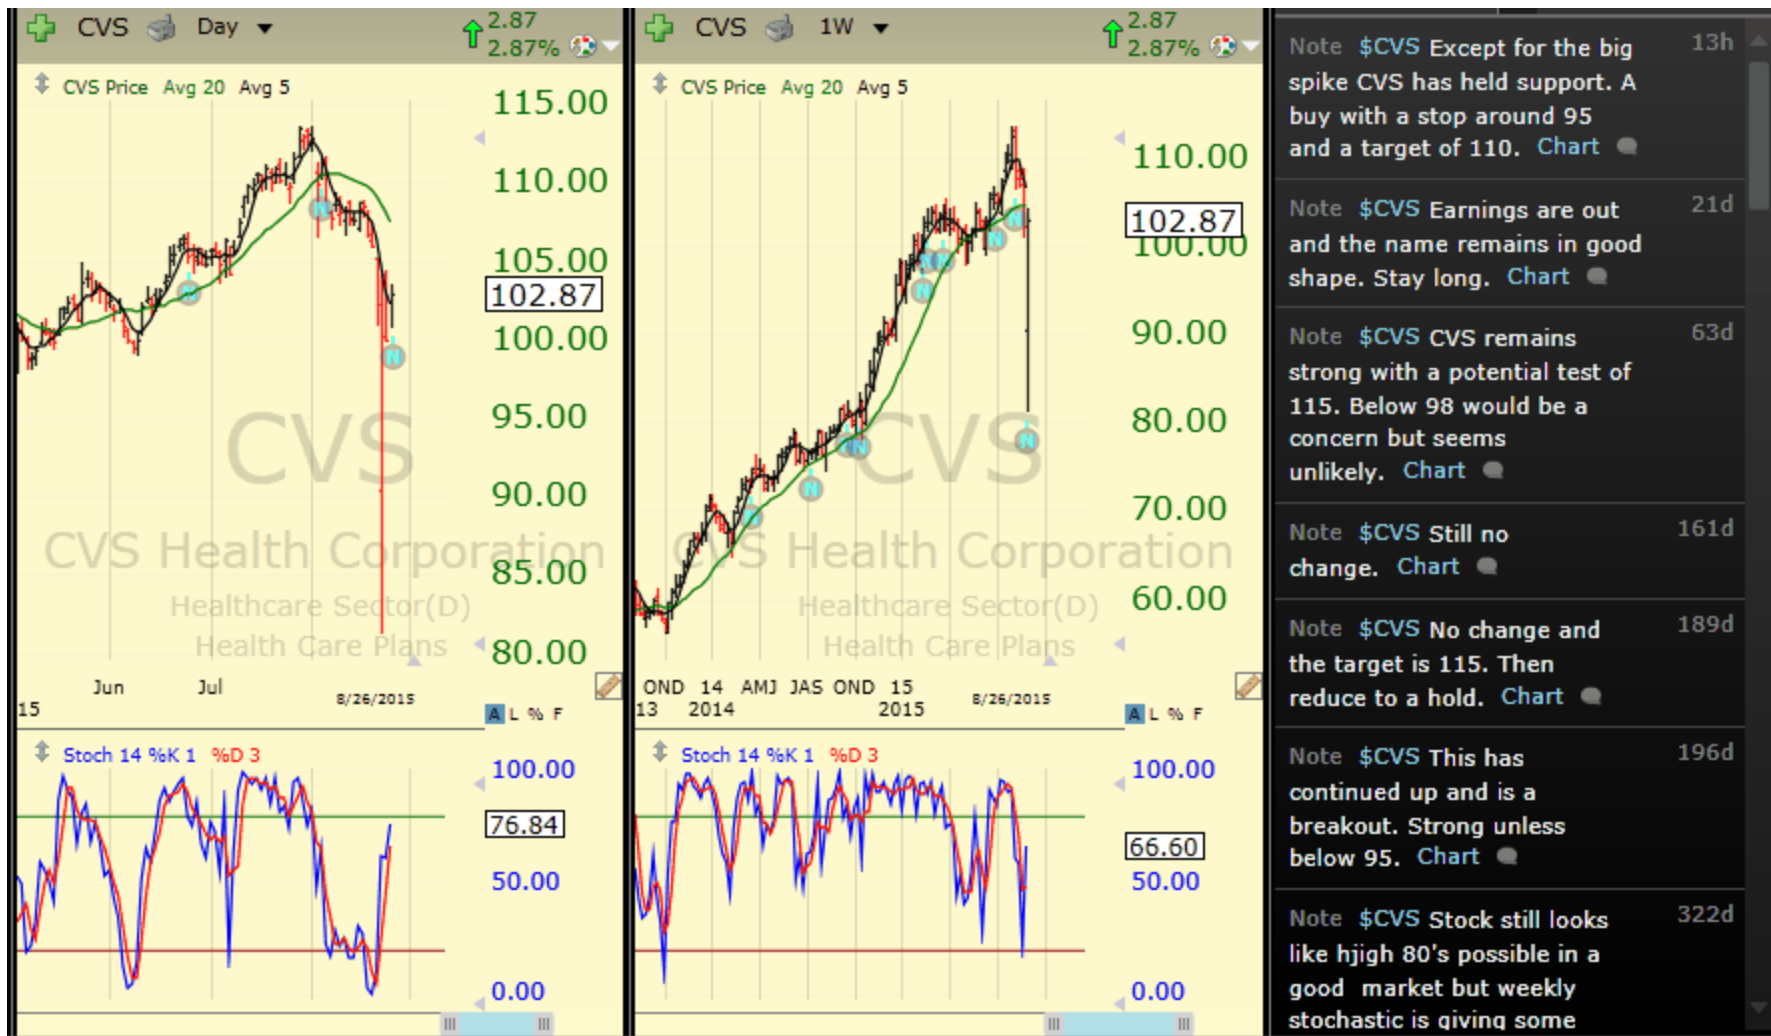 CVS Day
2.87
2.87%
CVS Price Avg 20 Avg 5
115.00
110.00
105.00
102.87
100.00
95.00
90.00
85.00
80.00
CVS
CVS Health Corporation
Healthcare Sector(D)
Health Care Plans
N
N
N
Jun Jul
8/26/2015
15
A L % F
Stoch 14 %K 1 %D 3
100.00
76.84
50.00
0.00
CVS 1W
2.87
2.87%
CVS Price Avg 20 Avg 5
110.00
102.87
100.00
90.00
80.00
70.00
60.00
CVS
CVS Health Corporation
Healthcare Sector(D)
Health Care Plans
N
N
N
N
N
N
N
N
OND 14 AMJ JAS OND 15
13 2014 2015 8/26/2015
A L % F
Stoch 14 %K 1 %D 3
100.00
66.60
50.00
0.00
Note $CVS Except for the big 13h
spike CVS has held support. A
buy with a stop around 95
and a target of 110. Chart
Note $CVS Earnings are out 21d
and the name remains in good
shape. Stay long. Chart
Note $CVS CVS remains 63d
strong with a potential test of
115. Below 98 would be a
concern but seems
unlikely. Chart
Note $CVS Still no 161d
change. Chart
Note $CVS No change and 189d
the target is 115. Then
reduce to a hold. Chart
Note $CVS This has 196d
continued up and is a
breakout. Strong unless
below 95. Chart
Note $CVS Stock still looks 322d
like hjigh 80's possible in a
good market but weekly
stochastic is giving some